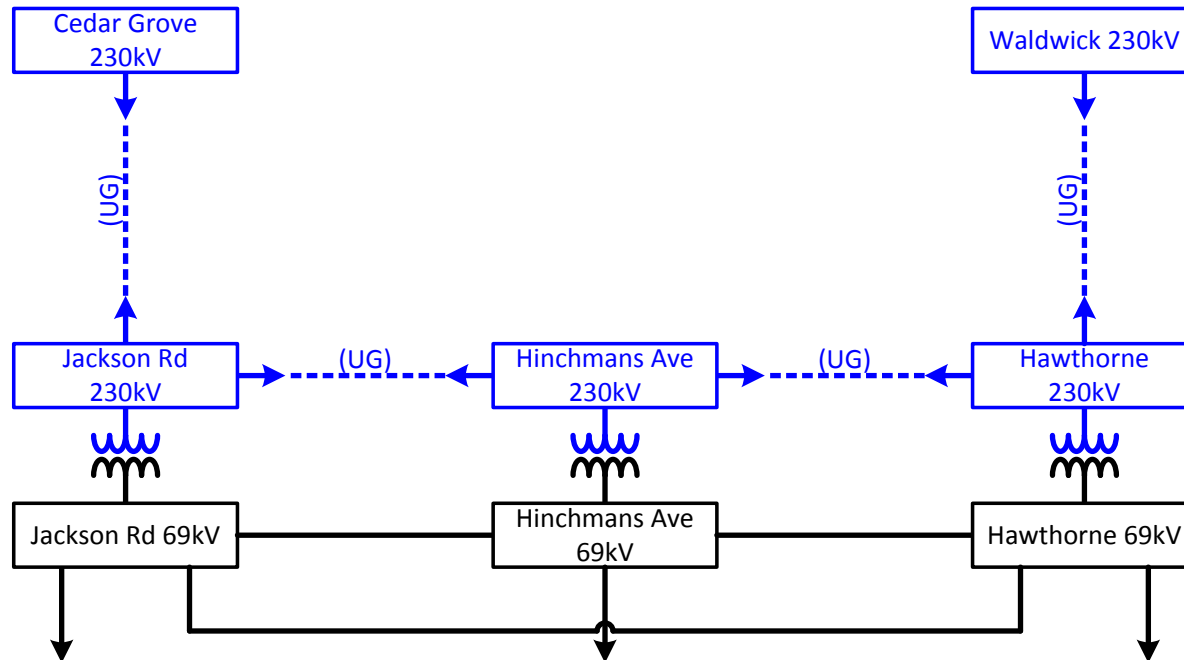 Cedar Grove
230kV
Waldwick 230kV
(UG)
(UG)
Jackson Rd
230kV
(UG)
Hinchmans Ave
230kV
(UG)
Hawthorne
230kV
Jackson Rd 69kV
Hinchmans Ave
69kV
Hawthorne 69kV